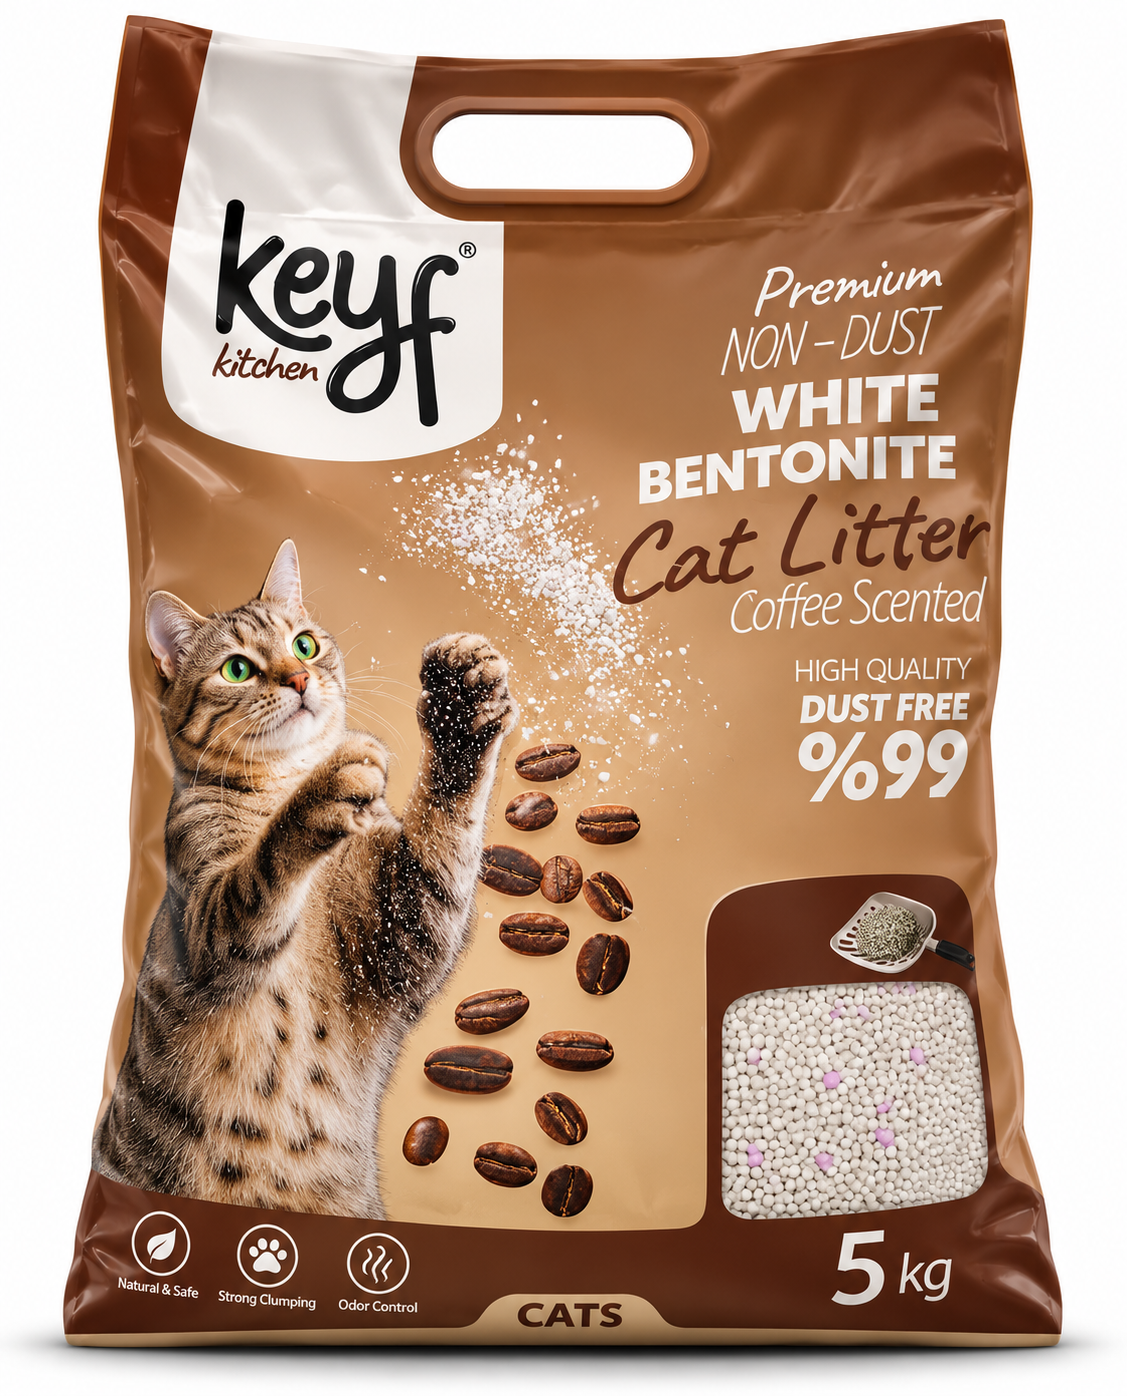 keyf®
kitchen
Premium
NON – DUST
WHITE
BENTONITE
Cat Litter
Coffee Scented
HIGH QUALITY
DUST FREE
%99
Natural & Safe
Strong Clumping
Odor Control
CATS
5 kg